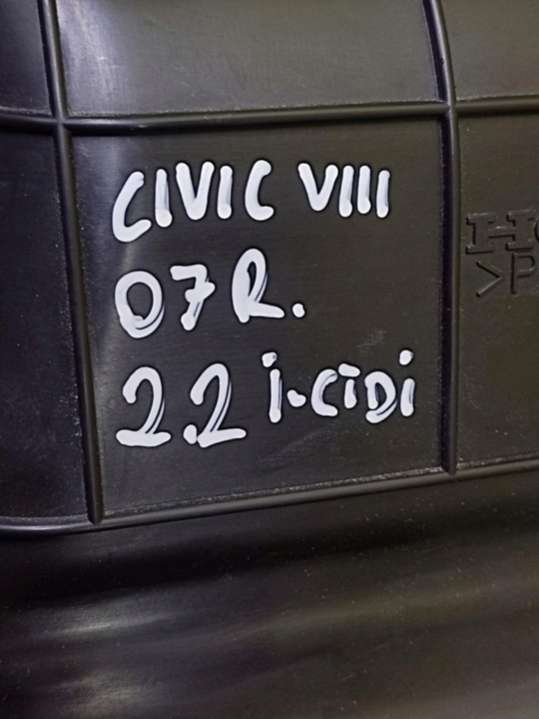 CIVIC VIII
07R.
2.2 i-CTDi
>P